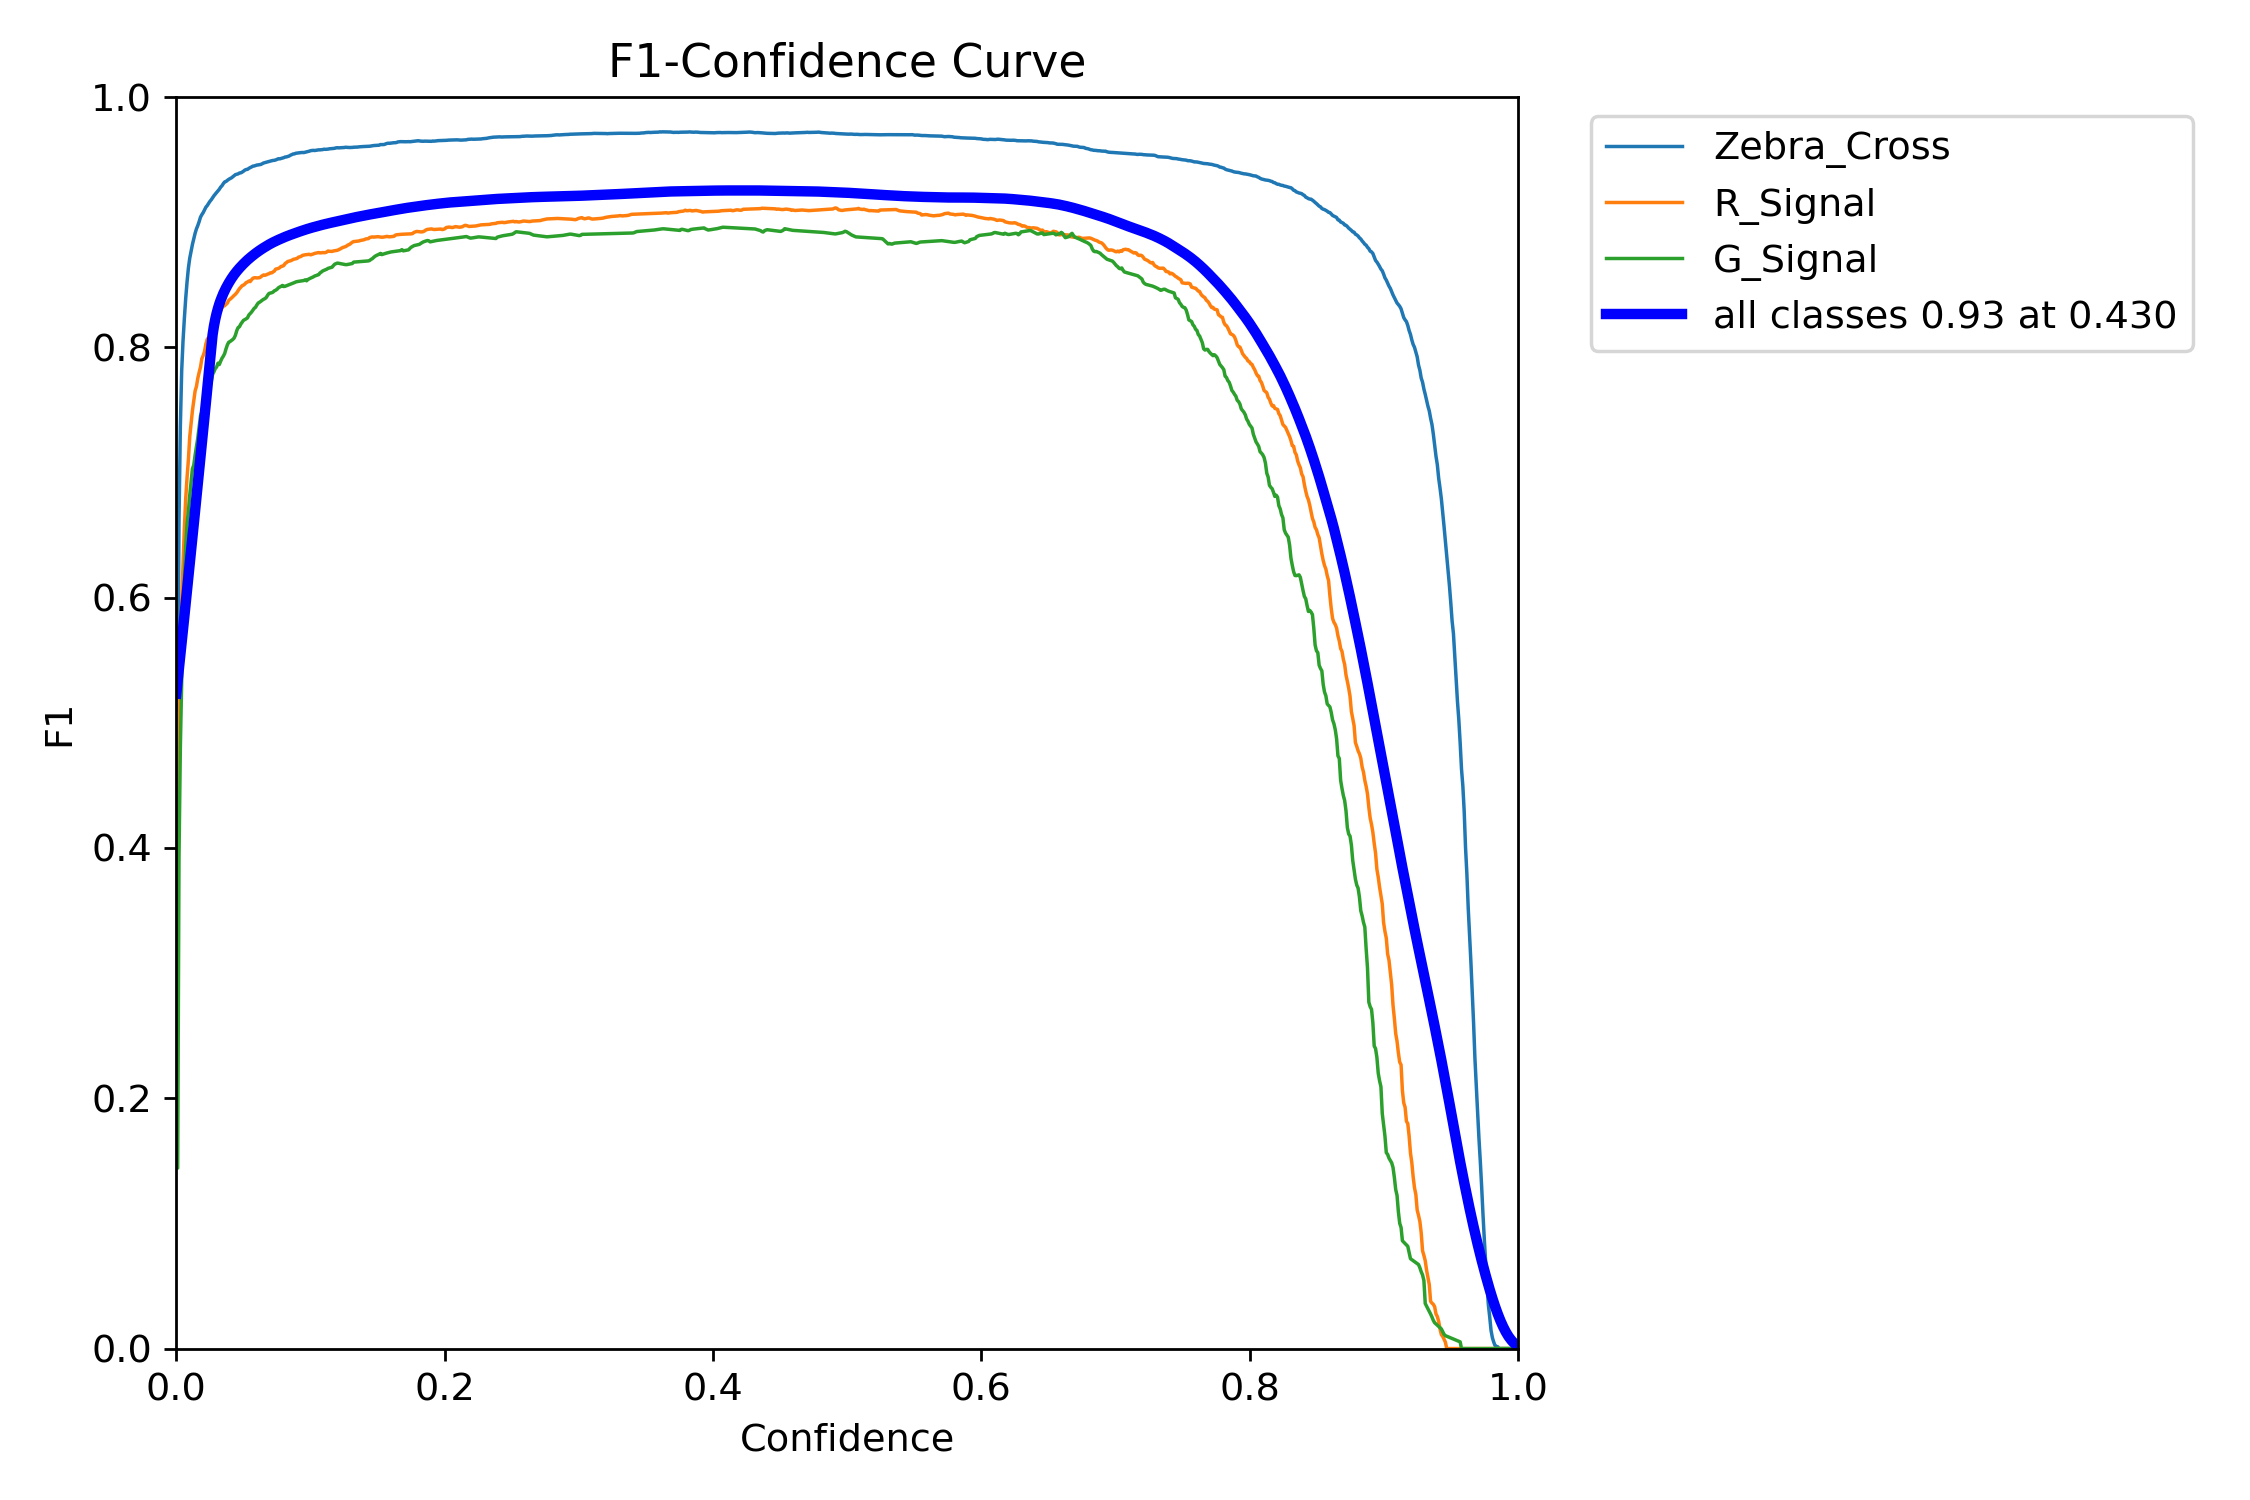 F1-Confidence Curve
1.0
0.8
0.6
0.4
0.2
0.0
F1
0.0 0.2 0.4 0.6 0.8 1.0
Confidence
Zebra_Cross
R_Signal
G_Signal
all classes 0.93 at 0.430